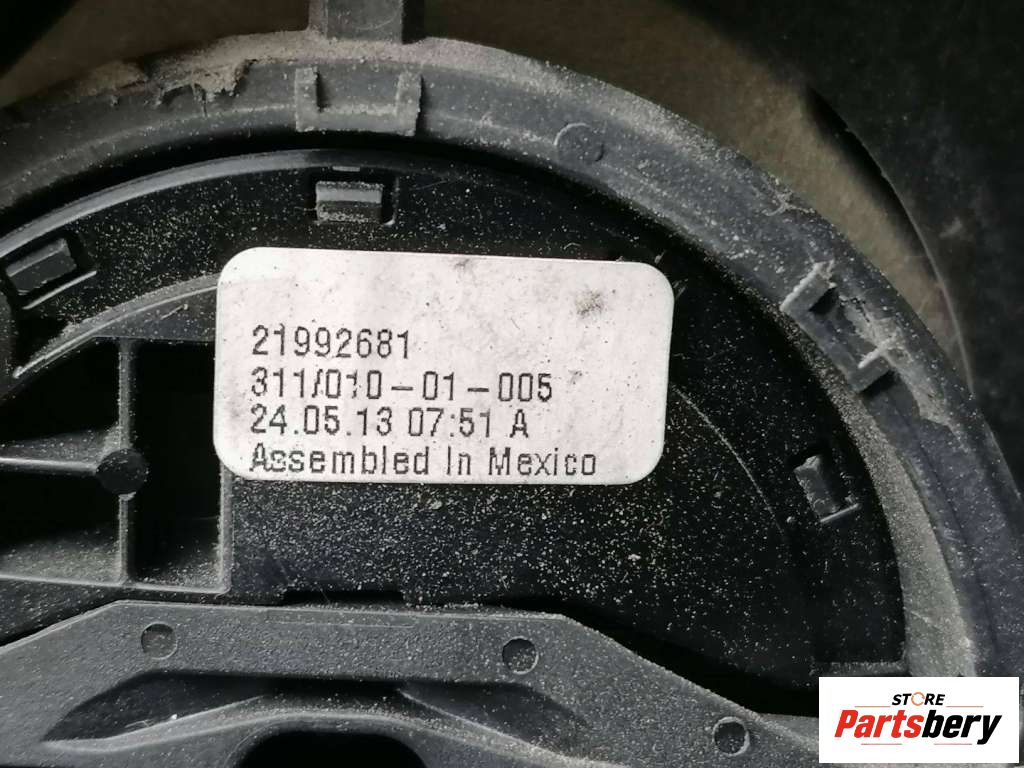 21992681
311/010-01-005
24.05.13 07:51 A
Assembled In Mexico
STORE
Partsbery